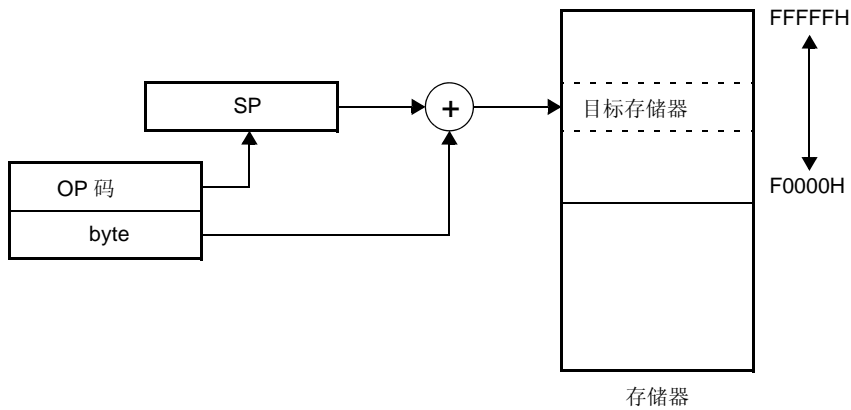 FFFFFH
SP
+
目标存储器
OP 码
F0000H
byte
存储器